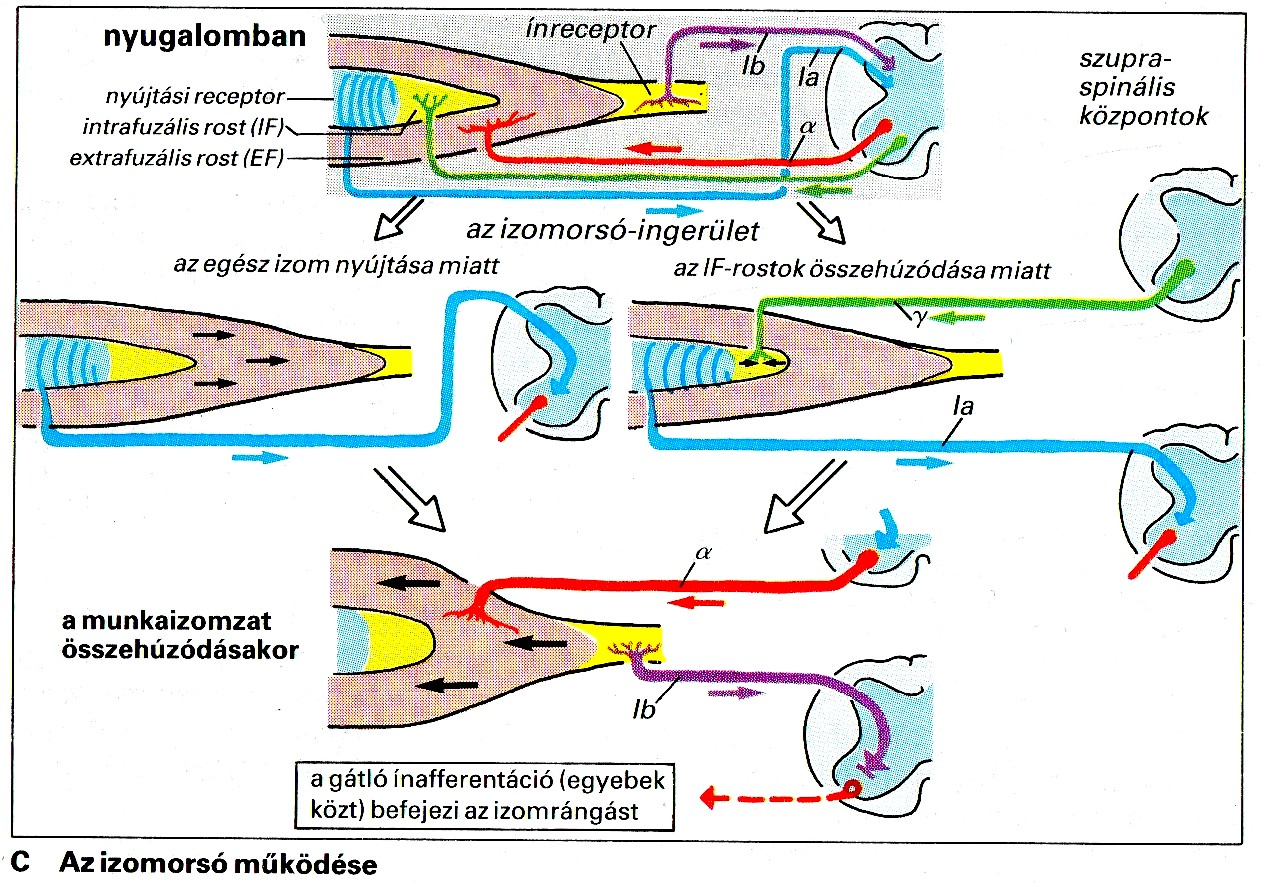 nyugalomban
ínreceptor
Ib
Ia
szupra-
spinális
központok
nyújtási receptor
intrafuzális rost (IF)
extrafuzális rost (EF)
α
az izomorsó-ingerület
az egész izom nyújtása miatt
az IF-rostok összehúzódása miatt
γ
Ia
α
a munkaizomzat
összehúzódásakor
Ib
a gátló ínafferentáció (egyebek
közt) befejezi az izomrángást
C Az izomorsó működése